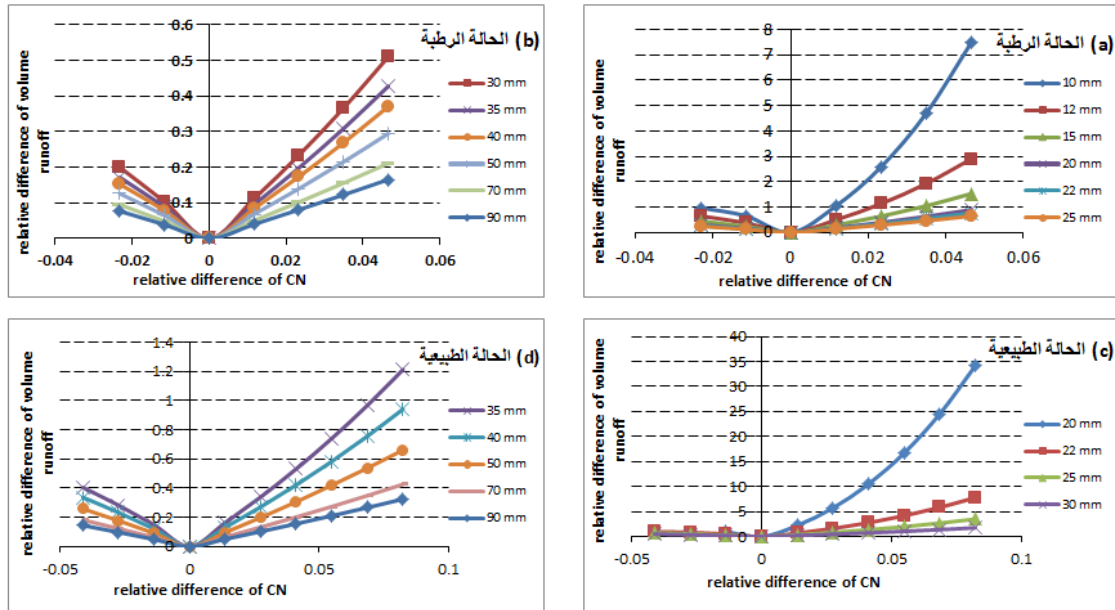 (a) الحالة الرطبة
relative difference of volume
runoff
8
7
6
5
4
3
2
1
0
-0.04
-0.02
0
0.02
0.04
0.06
relative difference of CN
10 mm
12 mm
15 mm
20 mm
22 mm
25 mm
(b) الحالة الرطبة
relative difference of volume
runoff
0.6
0.5
0.4
0.3
0.2
0.1
0
-0.04
-0.02
0
0.02
0.04
0.06
relative difference of CN
30 mm
35 mm
40 mm
50 mm
70 mm
90 mm
(c) الحالة الطبيعية
relative difference of volume
runoff
40
35
30
25
20
15
10
5
0
-0.05
0
0.05
0.1
relative difference of CN
20 mm
22 mm
25 mm
30 mm
(d) الحالة الطبيعية
relative difference of volume
runoff
1.4
1.2
1
0.8
0.6
0.4
0.2
0
-0.05
0
0.05
0.1
relative difference of CN
35 mm
40 mm
50 mm
70 mm
90 mm